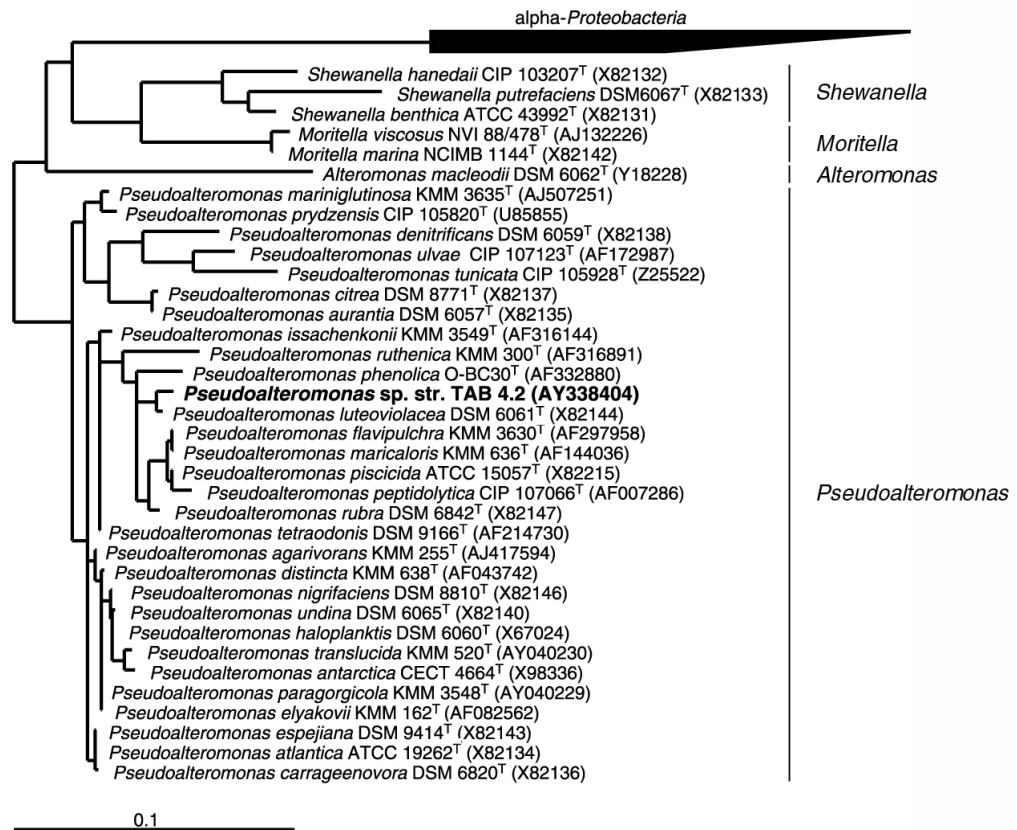 alpha-Proteobacteria
Shewanella hanedaii CIP 103207ᵀ (X82132)
Shewanella putrefaciens DSM6067ᵀ (X82133)
Shewanella
Shewanella benthica ATCC 43992ᵀ (X82131)
Moritella viscosus NVI 88/478ᵀ (AJ132226)
Moritella
Moritella marina NCIMB 1144ᵀ (X82142)
Alteromonas macleodii DSM 6062ᵀ (Y18228)
Alteromonas
Pseudoalteromonas mariniglutinosa KMM 3635ᵀ (AJ507251)
Pseudoalteromonas prydzensis CIP 105820ᵀ (U85855)
Pseudoalteromonas denitrificans DSM 6059ᵀ (X82138)
Pseudoalteromonas ulvae CIP 107123ᵀ (AF172987)
Pseudoalteromonas tunicata CIP 105928ᵀ (Z25522)
Pseudoalteromonas citrea DSM 8771ᵀ (X82137)
Pseudoalteromonas aurantia DSM 6057ᵀ (X82135)
Pseudoalteromonas issachenkonii KMM 3549ᵀ (AF316144)
Pseudoalteromonas ruthenica KMM 300ᵀ (AF316891)
Pseudoalteromonas phenolica O-BC30ᵀ (AF332880)
Pseudoalteromonas sp. str. TAB 4.2 (AY338404)
Pseudoalteromonas luteoviolacea DSM 6061ᵀ (X82144)
Pseudoalteromonas flavipulchra KMM 3630ᵀ (AF297958)
Pseudoalteromonas maricaloris KMM 636ᵀ (AF144036)
Pseudoalteromonas piscicida ATCC 15057ᵀ (X82215)
Pseudoalteromonas peptidolytica CIP 107066ᵀ (AF007286)
Pseudoalteromonas
Pseudoalteromonas rubra DSM 6842ᵀ (X82147)
Pseudoalteromonas tetraodonis DSM 9166ᵀ (AF214730)
Pseudoalteromonas agarivorans KMM 255ᵀ (AJ417594)
Pseudoalteromonas distincta KMM 638ᵀ (AF043742)
Pseudoalteromonas nigrifaciens DSM 8810ᵀ (X82146)
Pseudoalteromonas undina DSM 6065ᵀ (X82140)
Pseudoalteromonas haloplanktis DSM 6060ᵀ (X67024)
Pseudoalteromonas translucida KMM 520ᵀ (AY040230)
Pseudoalteromonas antarctica CECT 4664ᵀ (X98336)
Pseudoalteromonas paragorgicola KMM 3548ᵀ (AY040229)
Pseudoalteromonas elyakovii KMM 162ᵀ (AF082562)
Pseudoalteromonas espejiana DSM 9414ᵀ (X82143)
Pseudoalteromonas atlantica ATCC 19262ᵀ (X82134)
Pseudoalteromonas carrageenovora DSM 6820ᵀ (X82136)
0.1